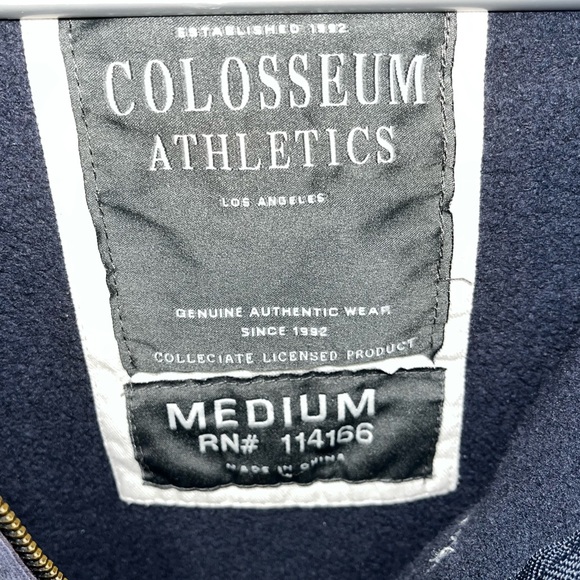 ESTABLISHED 1992
COLOSSEUM
ATHLETICS
LOS ANGELES
GENUINE AUTHENTIC WEAR
SINCE 1992
COLLEGIATE LICENSED PRODUCT
MEDIUM
RN# 114166
MADE IN CHINA